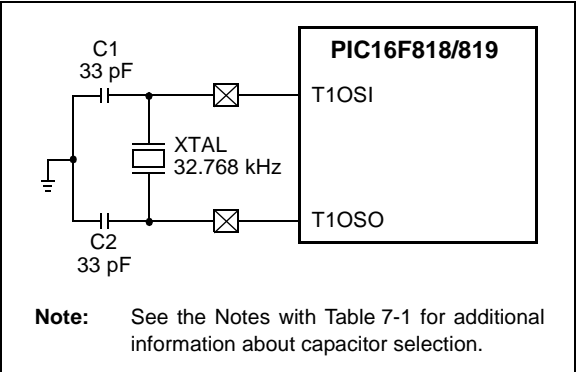 C1
33 pF
PIC16F818/819
T1OSI
XTAL
32.768 kHz
T1OSO
C2
33 pF
Note: See the Notes with Table 7-1 for additional
information about capacitor selection.